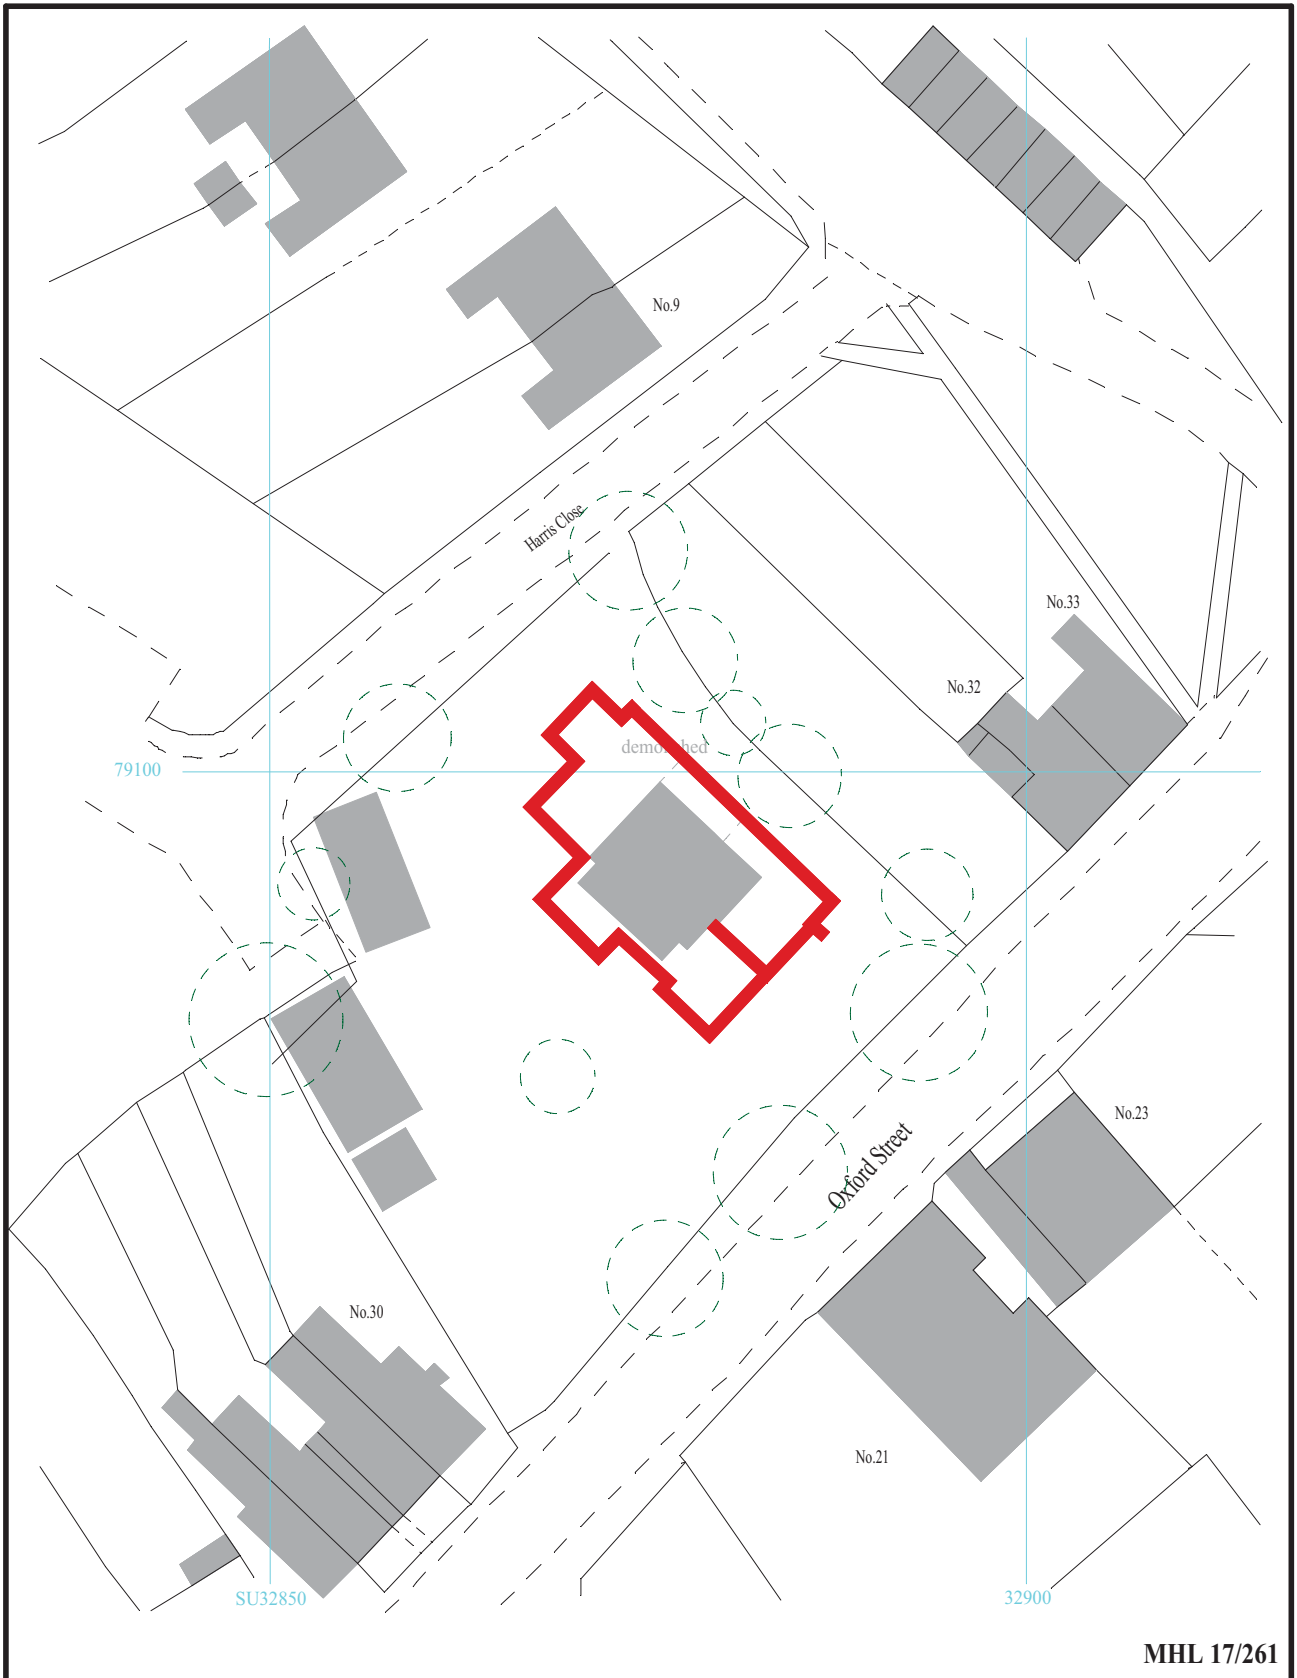 No.9
Harris Close
No.33
No.32
demolished
79100
No.23
Oxford Street
No.30
No.21
SU32850
32900
MHL 17/261